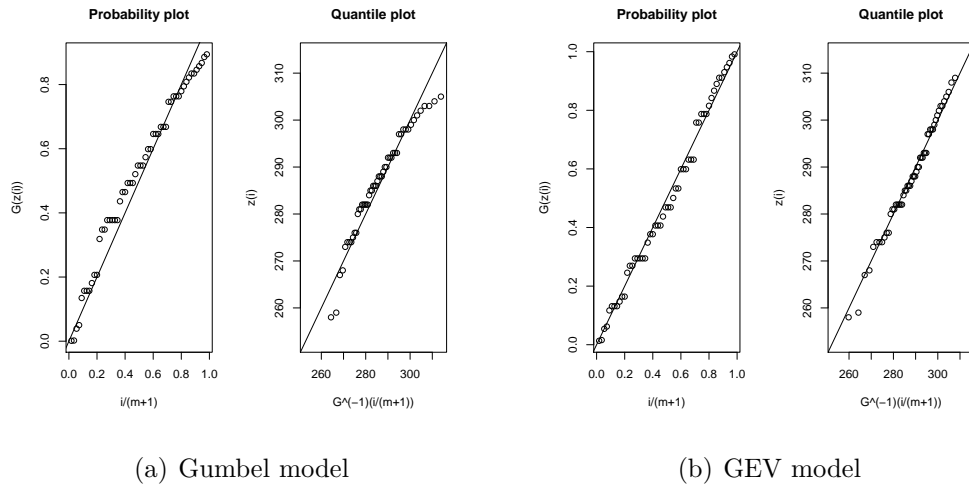 Probability plot
G(z(i))
0.0 0.2 0.4 0.6 0.8
0.0 0.2 0.4 0.6 0.8 1.0
i/(m+1)
Quantile plot
z(i)
260 270 280 290 300 310
260 280 300
G^(-1)(i/(m+1))
Probability plot
G(z(i))
0.0 0.2 0.4 0.6 0.8 1.0
0.0 0.2 0.4 0.6 0.8 1.0
i/(m+1)
Quantile plot
z(i)
260 270 280 290 300 310
260 280 300
G^(-1)(i/(m+1))
(a) Gumbel model
(b) GEV model